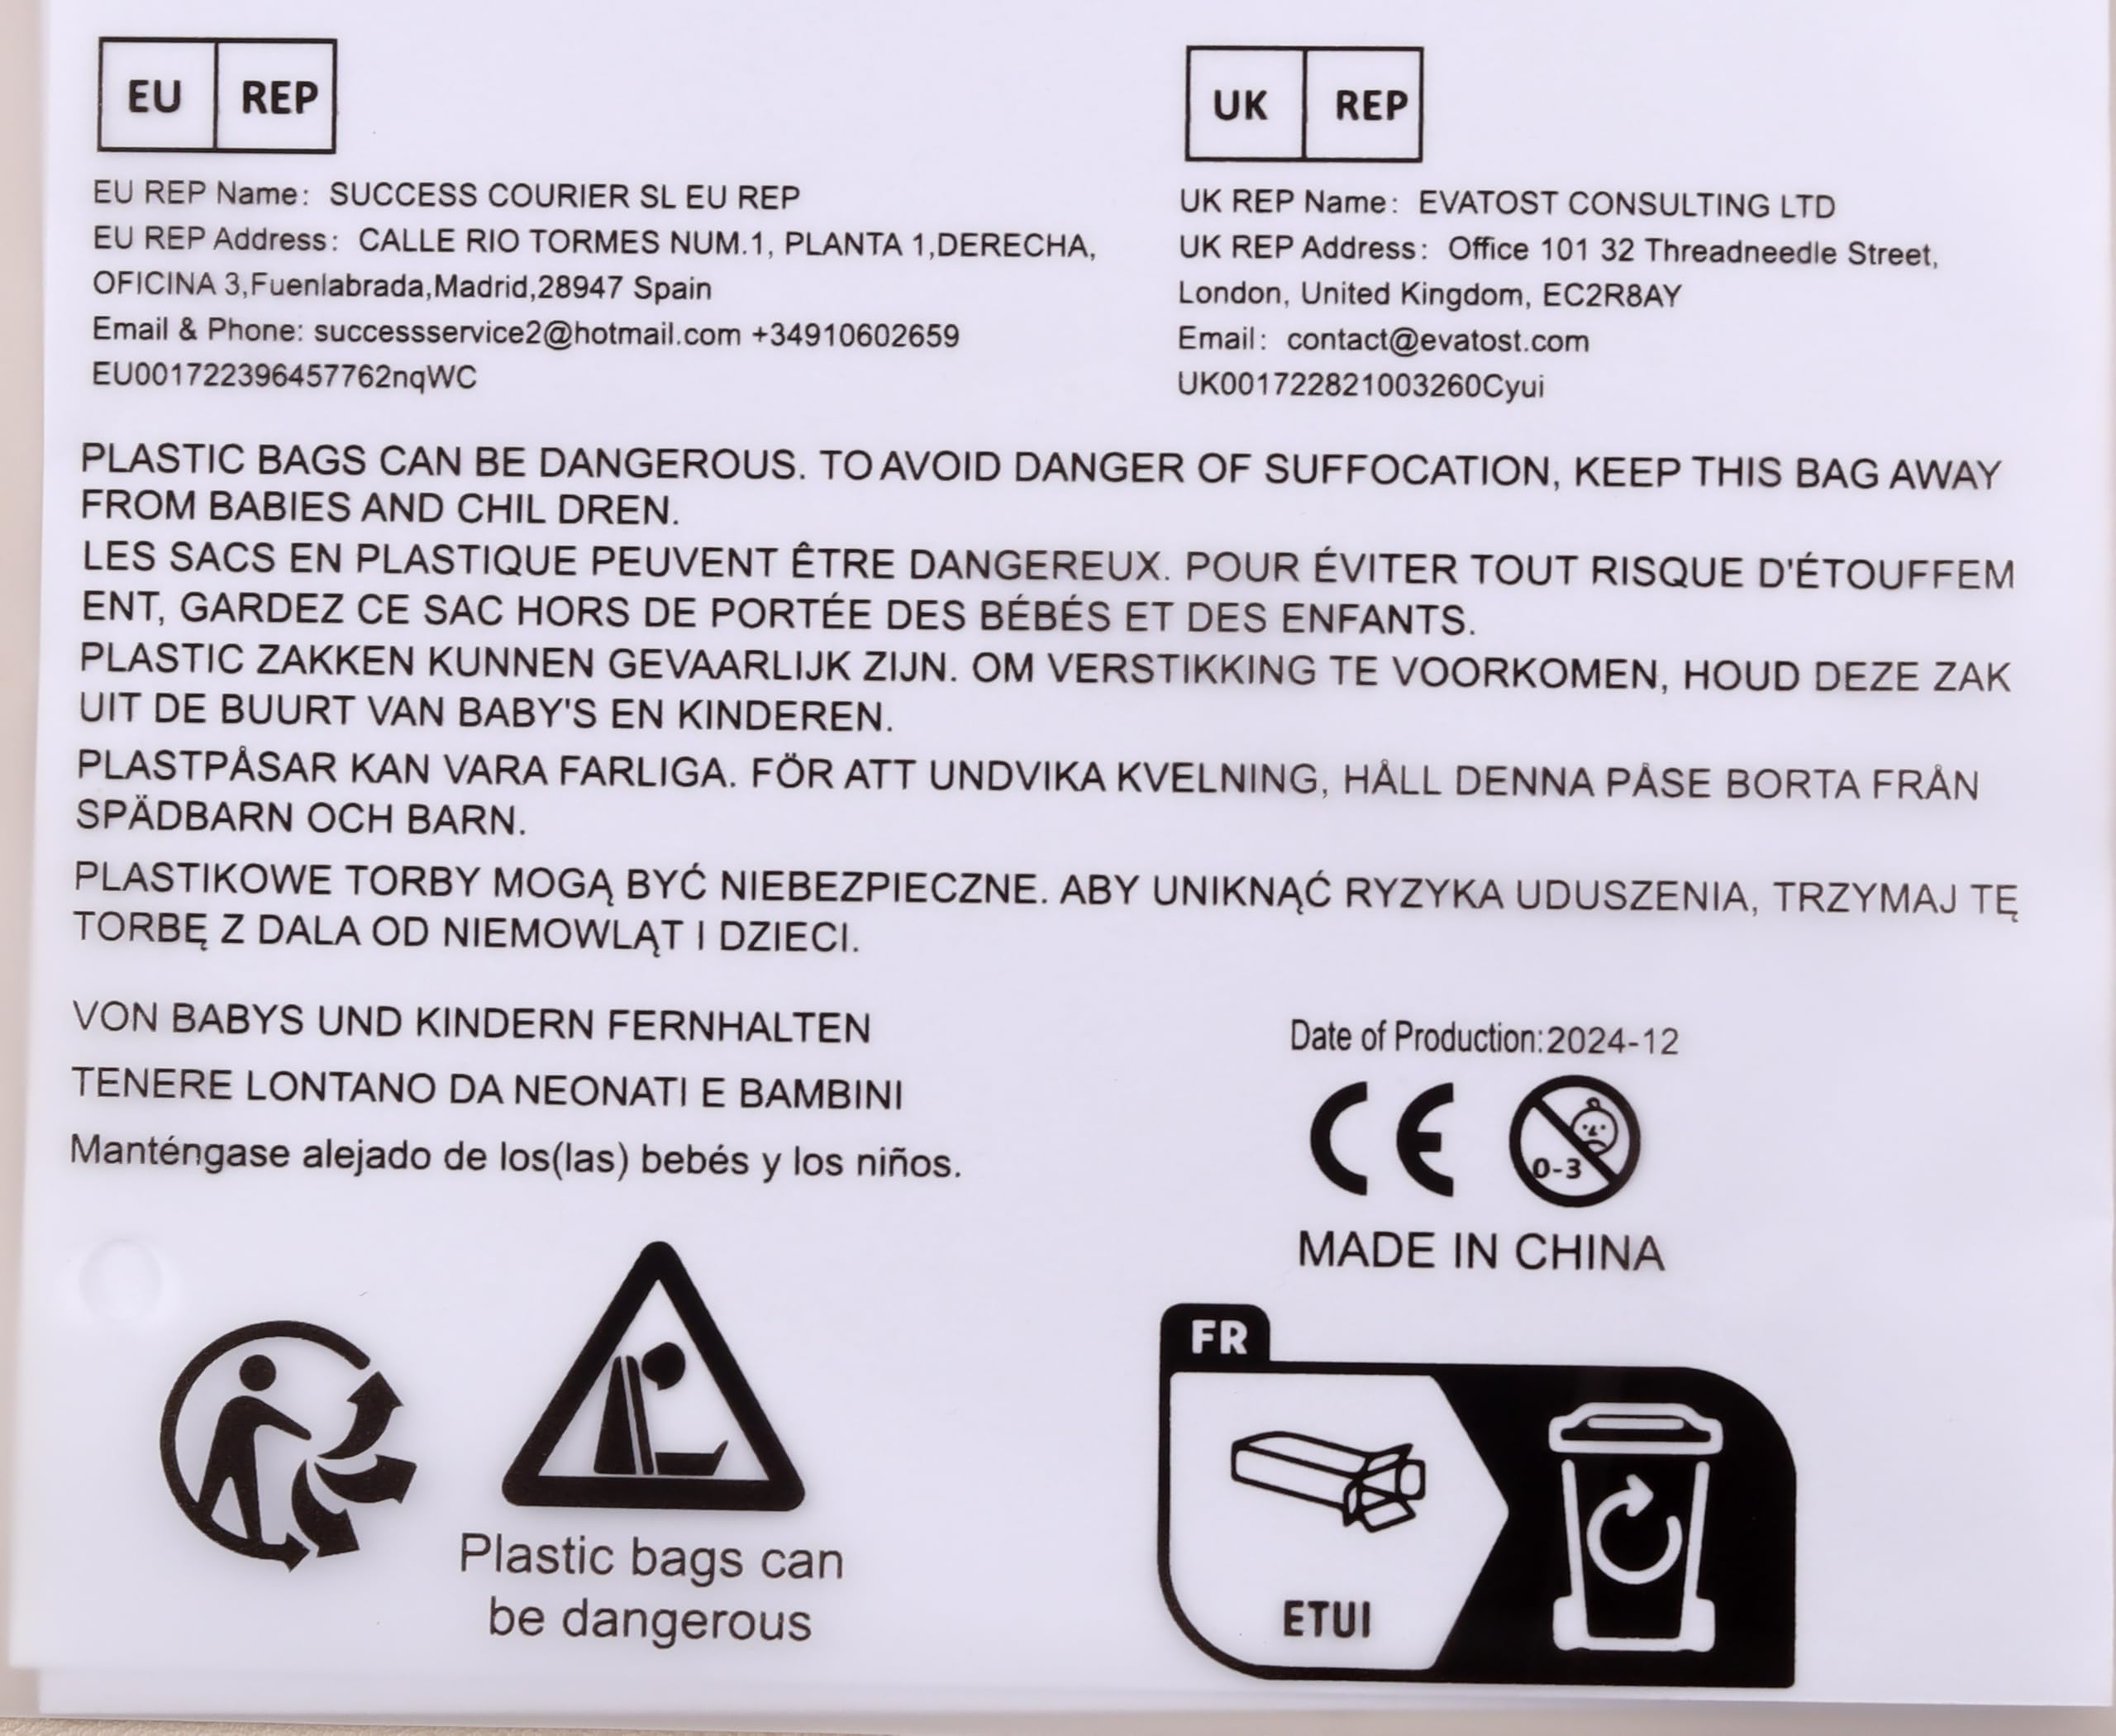 EU REP
EU REP Name: SUCCESS COURIER SL EU REP
EU REP Address: CALLE RIO TORMES NUM.1, PLANTA 1,DERECHA,
OFICINA 3,Fuenlabrada,Madrid,28947 Spain
Email & Phone: successservice2@hotmail.com +34910602659
EU001722396457762nqWC
UK REP
UK REP Name: EVATOST CONSULTING LTD
UK REP Address: Office 101 32 Threadneedle Street,
London, United Kingdom, EC2R8AY
Email: contact@evatost.com
UK001722821003260Cyui
PLASTIC BAGS CAN BE DANGEROUS. TO AVOID DANGER OF SUFFOCATION, KEEP THIS BAG AWAY
FROM BABIES AND CHIL DREN.
LES SACS EN PLASTIQUE PEUVENT ÊTRE DANGEREUX. POUR ÉVITER TOUT RISQUE D'ÉTOUFFEM
ENT, GARDEZ CE SAC HORS DE PORTÉE DES BÉBÉS ET DES ENFANTS.
PLASTIC ZAKKEN KUNNEN GEVAARLIJK ZIJN. OM VERSTIKKING TE VOORKOMEN, HOUD DEZE ZAK
UIT DE BUURT VAN BABY'S EN KINDEREN.
PLASTPÅSAR KAN VARA FARLIGA. FÖR ATT UNDVIKA KVELNING, HÅLL DENNA PÅSE BORTA FRÅN
SPÄDBARN OCH BARN.
PLASTIKOWE TORBY MOGĄ BYĆ NIEBEZPIECZNE. ABY UNIKNĄĆ RYZYKA UDUSZENIA, TRZYMAJ TĘ
TORBĘ Z DALA OD NIEMOWLĄT I DZIECI.
VON BABYS UND KINDERN FERNHALTEN
TENERE LONTANO DA NEONATI E BAMBINI
Manténgase alejado de los(las) bebés y los niños.
Date of Production:2024-12
CE
0-3
MADE IN CHINA
Plastic bags can
be dangerous
FR
ETUI